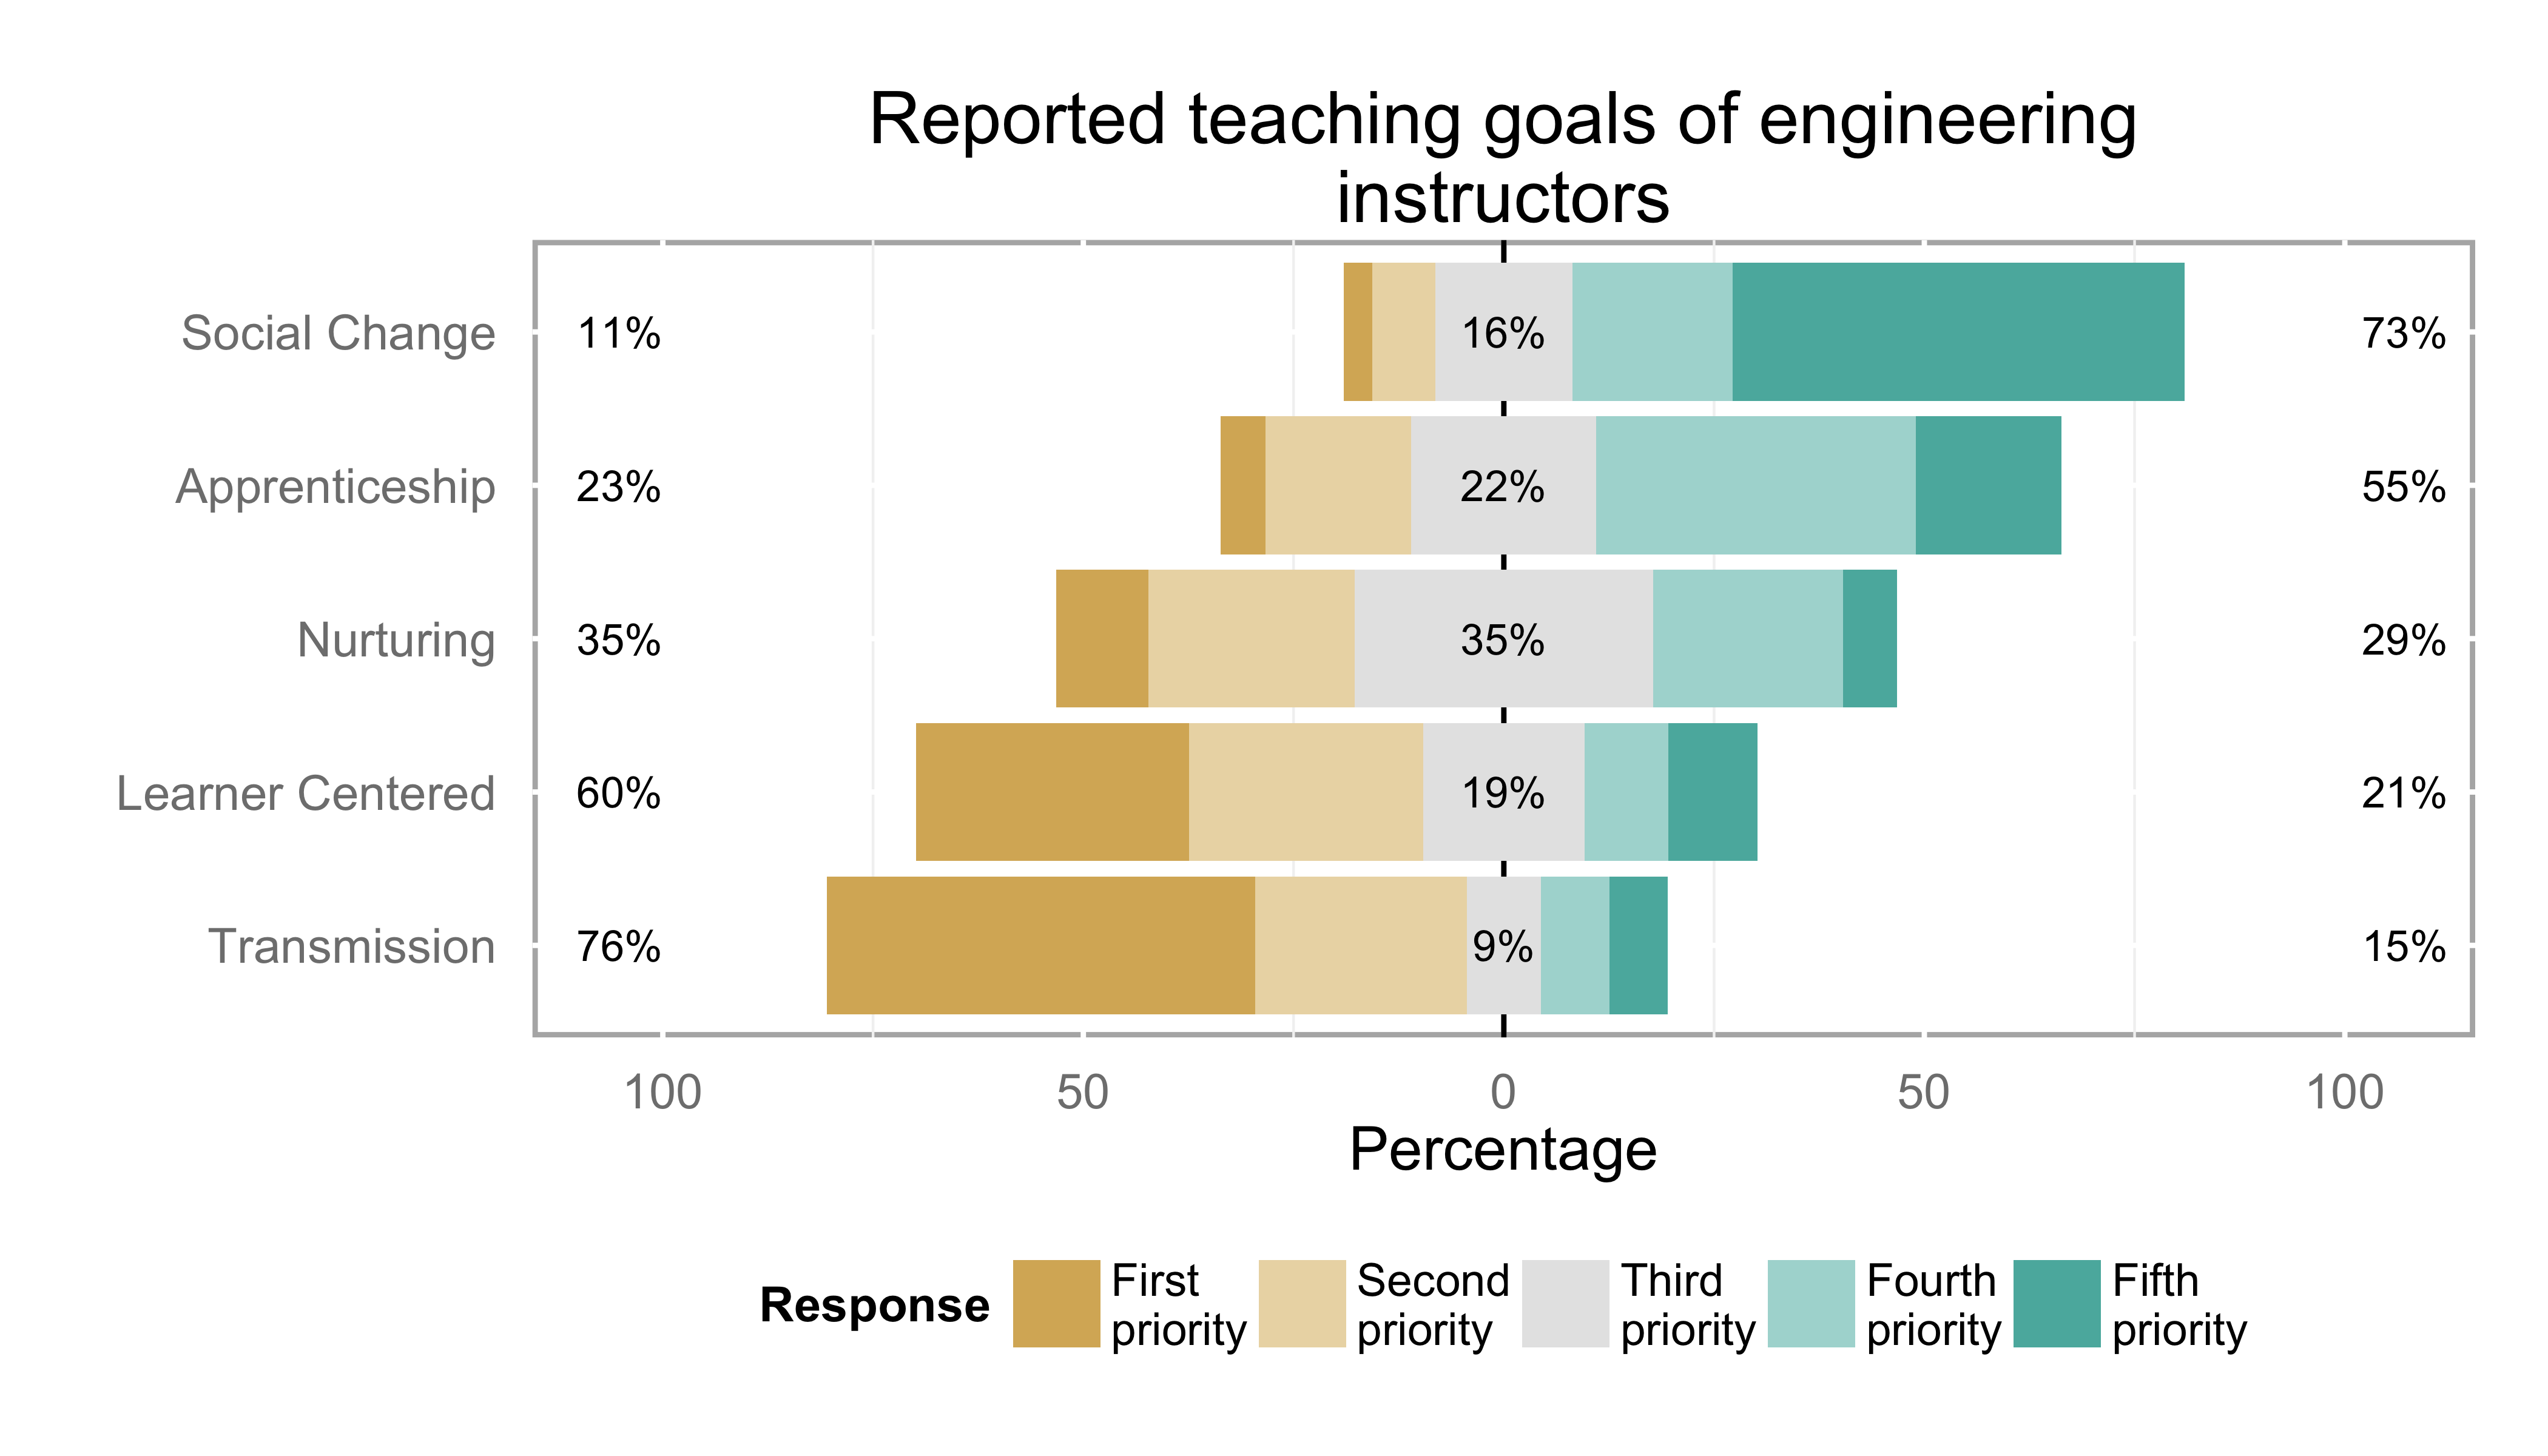 Reported teaching goals of engineering
instructors
Social Change 11% 16% 73%
Apprenticeship 23% 22% 55%
Nurturing 35% 35% 29%
Learner Centered 60% 19% 21%
Transmission 76% 9% 15%
100 50 0 50 100
Percentage
Response
First
priority
Second
priority
Third
priority
Fourth
priority
Fifth
priority